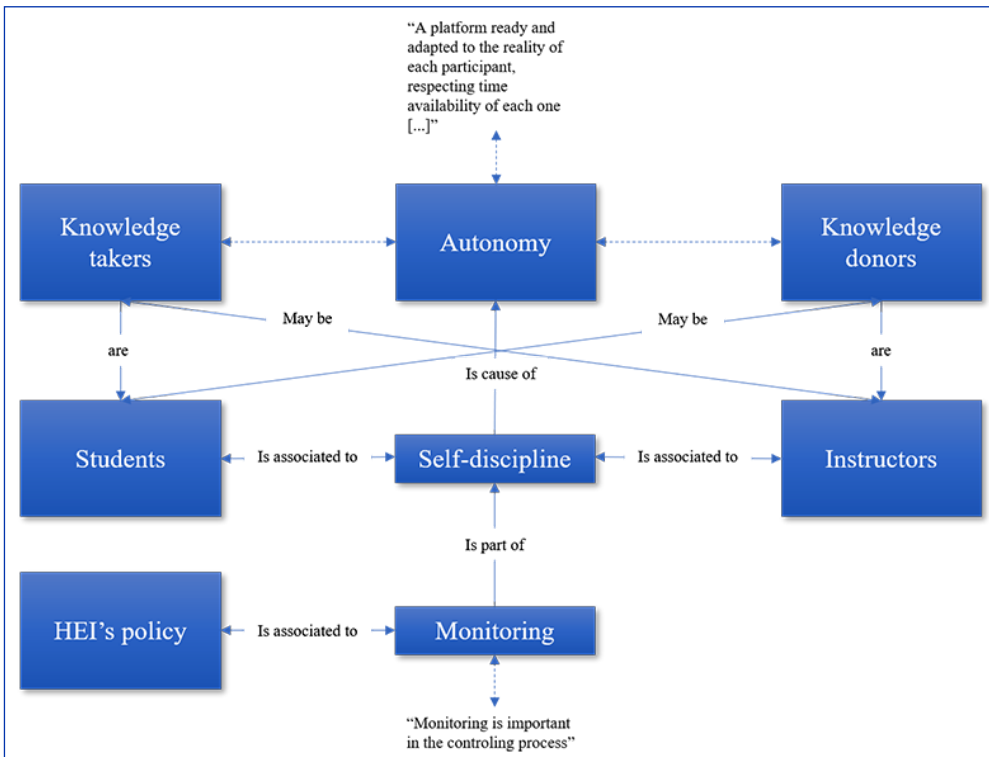 “A platform ready and
adapted to the reality of
each participant,
respecting time
availability of each one
[...]”
Knowledge
takers
Autonomy
Knowledge
donors
May be
May be
are
are
Is cause of
Students
Is associated to
Self-discipline
Is associated to
Instructors
Is part of
HEI’s policy
Is associated to
Monitoring
“Monitoring is important
in the controling process”